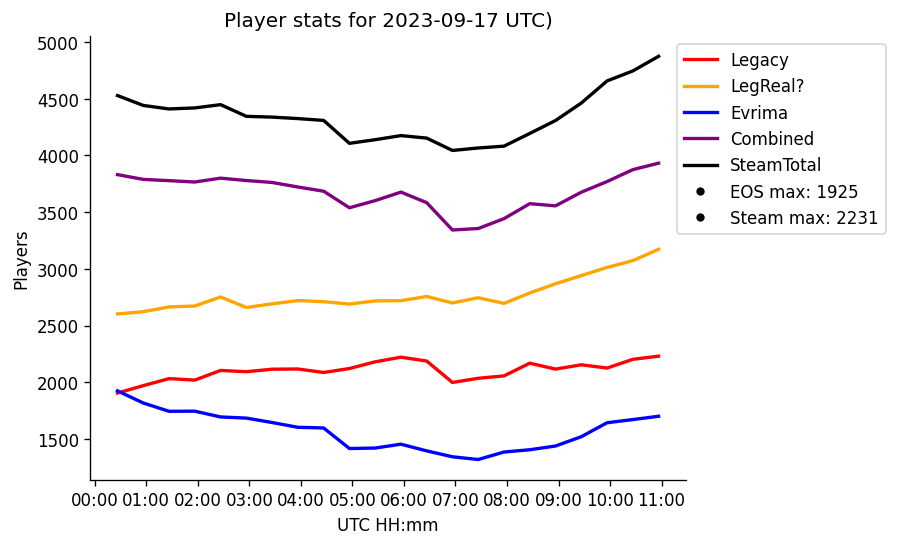 Player stats for 2023-09-17 UTC)
5000
4500
4000
3500
3000
2500
2000
1500
Players
00:00 01:00 02:00 03:00 04:00 05:00 06:00 07:00 08:00 09:00 10:00 11:00
UTC HH:mm
Legacy
LegReal?
Evrima
Combined
SteamTotal
EOS max: 1925
Steam max: 2231